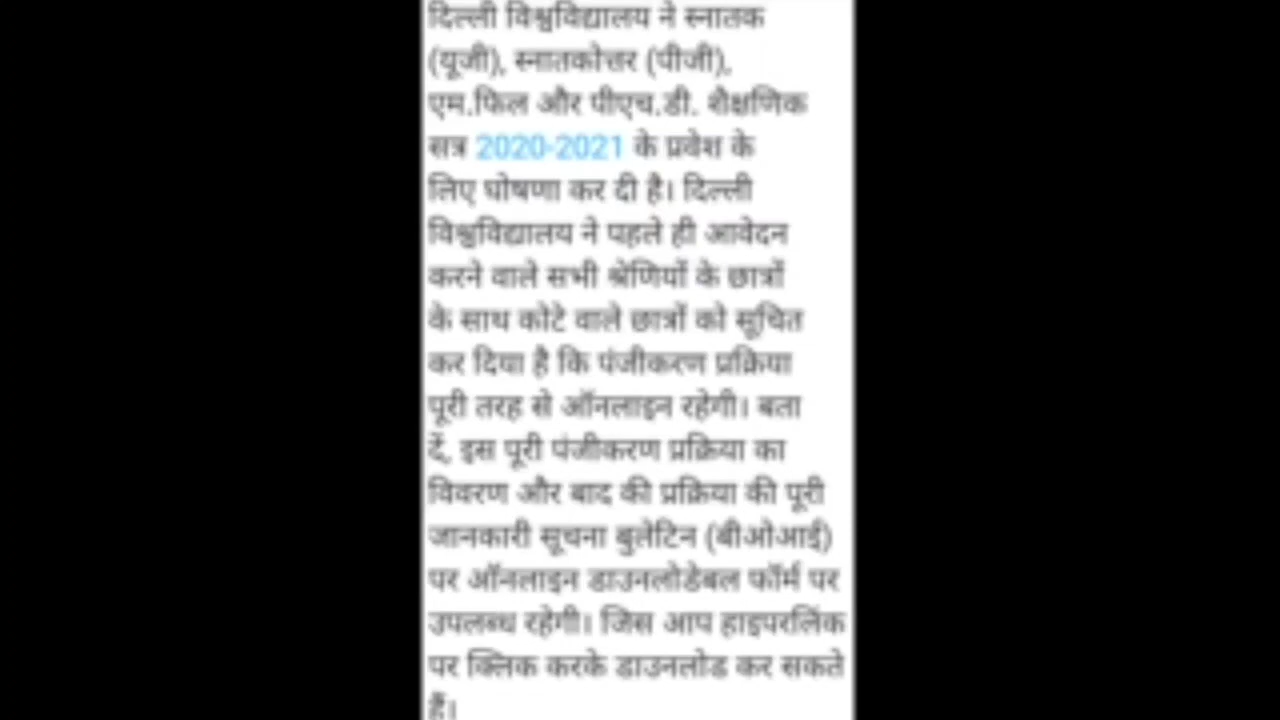 दिल्ली विश्वविद्यालय ने स्नातक
(यूजी), स्नातकोत्तर (पीजी),
एम.फिल और पीएच.डी. शैक्षणिक
सत्र 2020-2021 के प्रवेश के
लिए घोषणा कर दी है। दिल्ली
विश्वविद्यालय ने पहले ही आवेदन
करने वाले सभी श्रेणियों के छात्रों
के साथ कोटे वाले छात्रों को सूचित
कर दिया है कि पंजीकरण प्रक्रिया
पूरी तरह से ऑनलाइन रहेगी। बता
दें, इस पूरी पंजीकरण प्रक्रिया का
विवरण और बाद की प्रक्रिया की पूरी
जानकारी सूचना बुलेटिन (बीओआई)
पर ऑनलाइन डाउनलोडेबल फॉर्म पर
उपलब्ध रहेगी। जिस आप हाइपरलिंक
पर क्लिक करके डाउनलोड कर सकते
हैं।